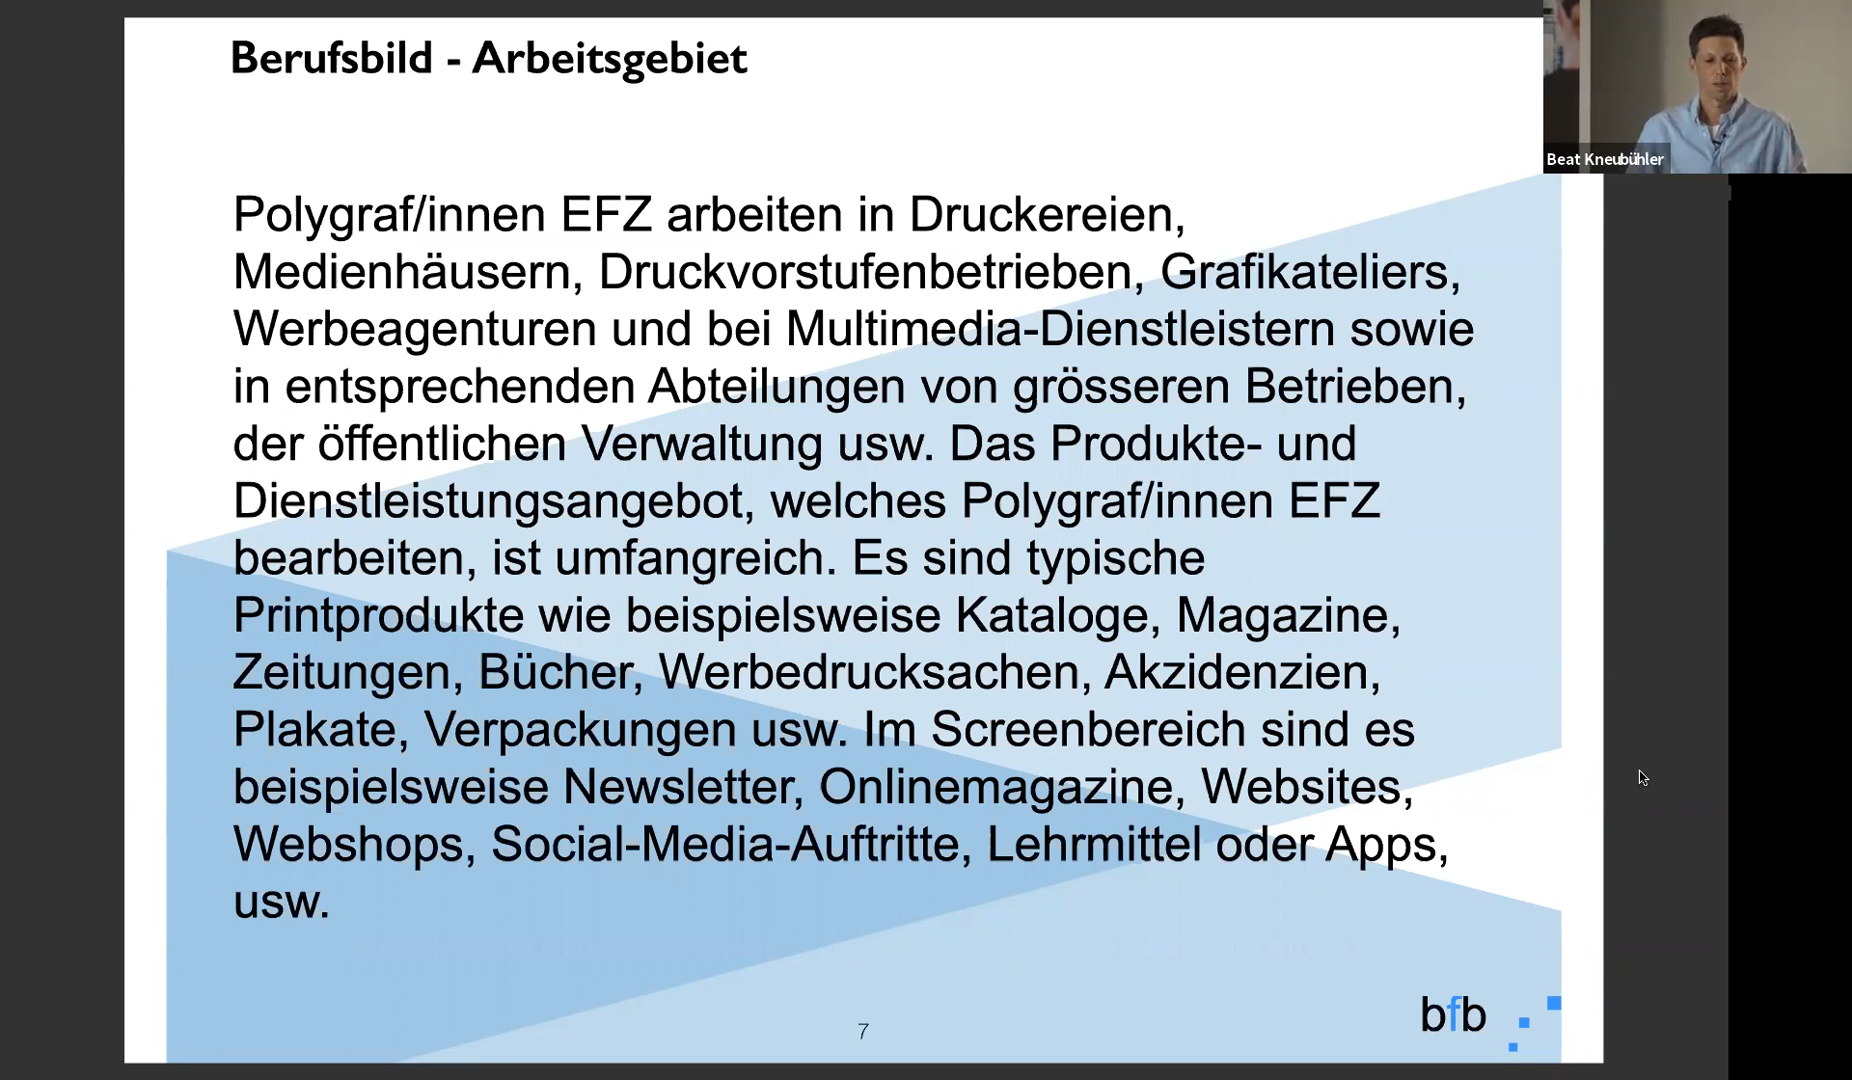 Berufsbild - Arbeitsgebiet
Beat Kneubühler
Polygraf/innen EFZ arbeiten in Druckereien,
Medienhäusern, Druckvorstufenbetrieben, Grafikateliers,
Werbeagenturen und bei Multimedia-Dienstleistern sowie
in entsprechenden Abteilungen von grösseren Betrieben,
der öffentlichen Verwaltung usw. Das Produkte- und
Dienstleistungsangebot, welches Polygraf/innen EFZ
bearbeiten, ist umfangreich. Es sind typische
Printprodukte wie beispielsweise Kataloge, Magazine,
Zeitungen, Bücher, Werbedrucksachen, Akzidenzien,
Plakate, Verpackungen usw. Im Screenbereich sind es
beispielsweise Newsletter, Onlinemagazine, Websites,
Webshops, Social-Media-Auftritte, Lehrmittel oder Apps,
usw.
7
bfb